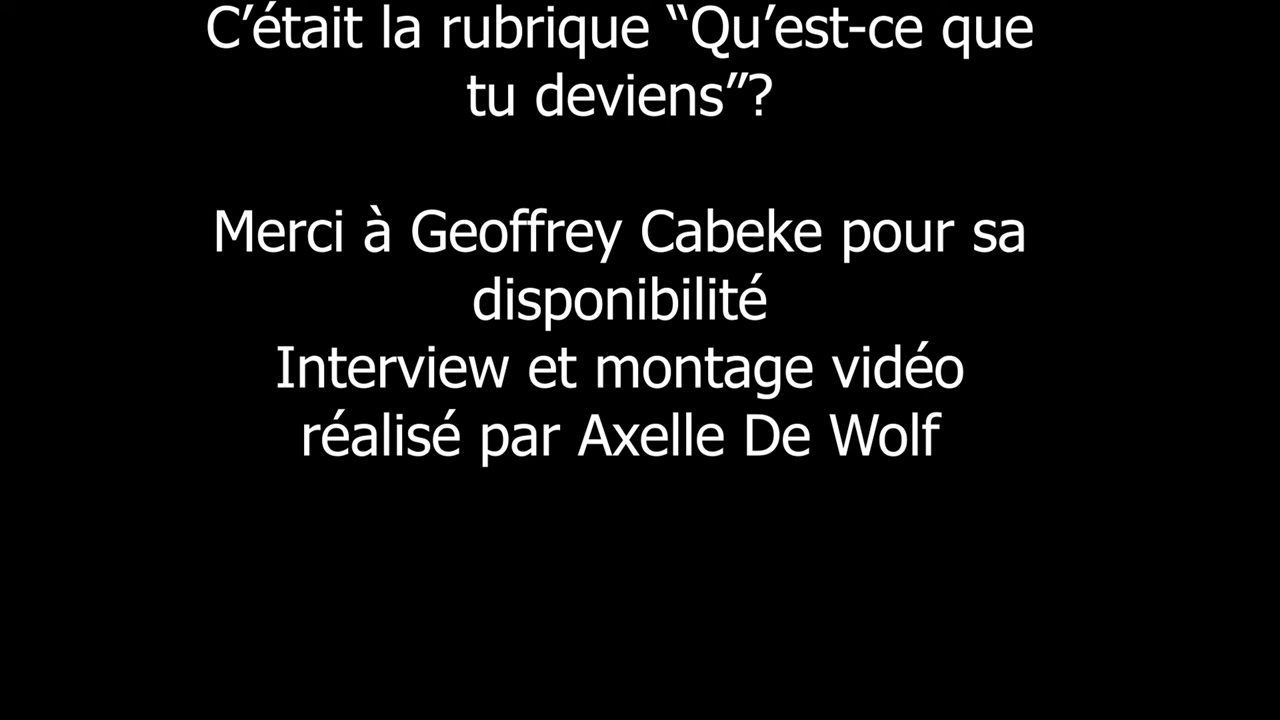 C’était la rubrique “Qu’est-ce que
tu deviens”?
Merci à Geoffrey Cabeke pour sa
disponibilité
Interview et montage vidéo
réalisé par Axelle De Wolf